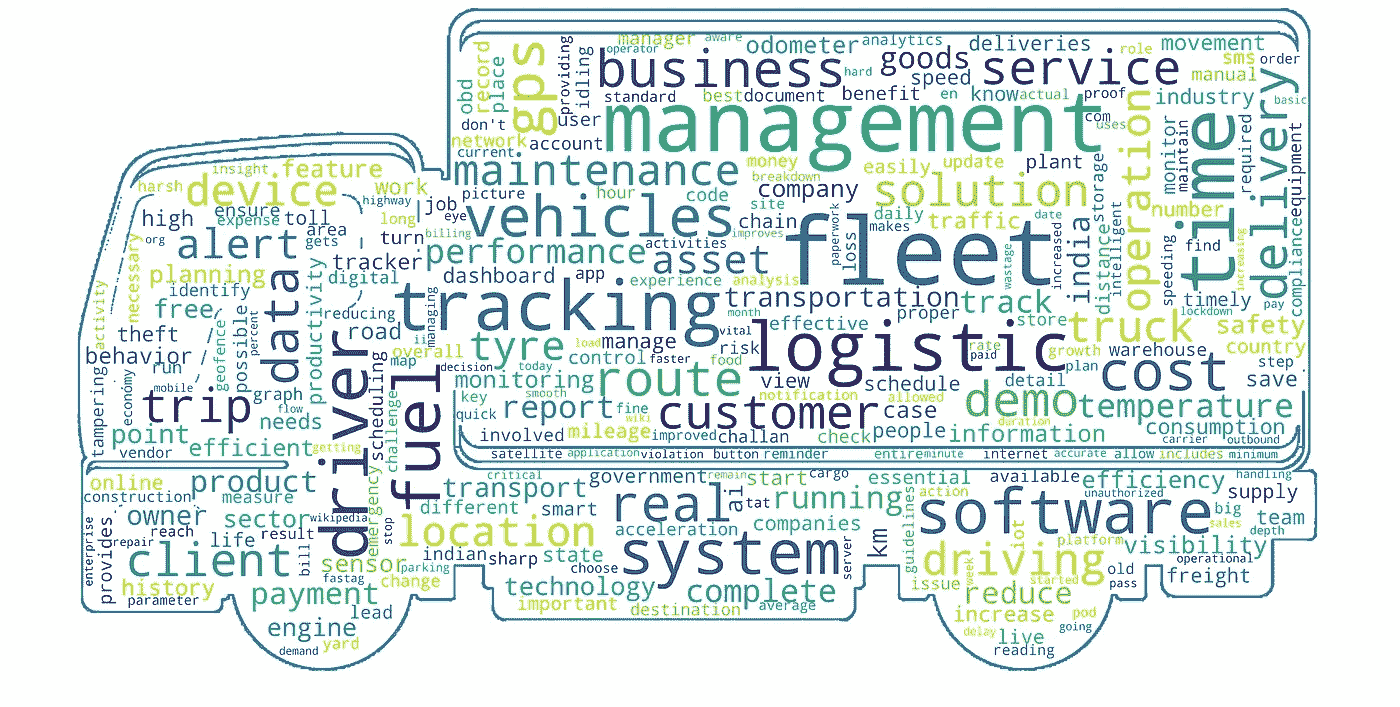 manager aware odometer analytics deliveries role movement
operator business hard goods speed service sms order
gps record obd place providing idling manual
standard best document benefit en know actual proof industry basic
don't user management com uses
network account delivery
current maintenance money easily update plant operation time
breakdown monitor maintain required equipment
insight feature
harsh device work picture hour code company solution storage
highway job site number
high ensure toll long eye vehicles chain daily traffic date
expense billing improves makes
org alert area turn performance activities paperwork loss fleet wastage increased india find
gets asset distance intelligent speeding increasing compliance
planning tracker dashboard app experience analysis
identify digital
necessary activity free data productivity reducing managing tracking transportation track timely pay
month proper lockdown
theft geofence possible percent road vital effective store truck safety
iii tyre load manage risk logistic rate growth warehouse country
behavior overall control faster food paid
map decision today plan step
run monitoring route view schedule detail cost save
economy mobile graph key smooth notification allowed
tampering trip flow needs driver scheduling challenge fuel quick report fine wiki customer case demo temperature
duration
point involved mileage improved challan check people information consumption
vendor efficient getting carrier outbound
satellite application violation button reminder entire minute internet accurate allow includes minimum
online product critical government remain start cargo essential available efficiency handling
construction measure transport real ai unauthorized supply
owner sector wikipedia emergency different smart tat running action software big team
enterprise provides reach life result stop location acceleration companies guidelines sales depth
repair iot platform
client bill sensor indian sharp state system server km driving visibility
parking choose week operational
history fastag change technology complete issue started old pass freight
parameter payment reduce
lead important destination average increase pod
engine yard delay live going
demand reading